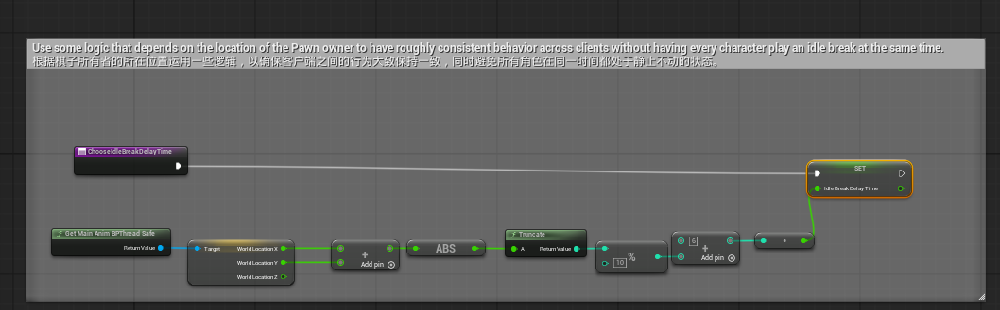 Use some logic that depends on the location of the Pawn owner to have roughly consistent behavior across clients without having every character play an idle break at the same time.
根据棋子所有者的所在位置运用一些逻辑，以确保客户端之间的行为大致保持一致，同时避免所有角色在同一时间都处于静止不动的状态。
ChooseIdleBreakDelayTime
SET
Idle Break Delay Time
Get Main Anim BPThread Safe
Return Value
Target
World Location X
World Location Y
World Location Z
+
Add pin
ABS
Truncate
A
Return Value
%
10
6
+
Add pin